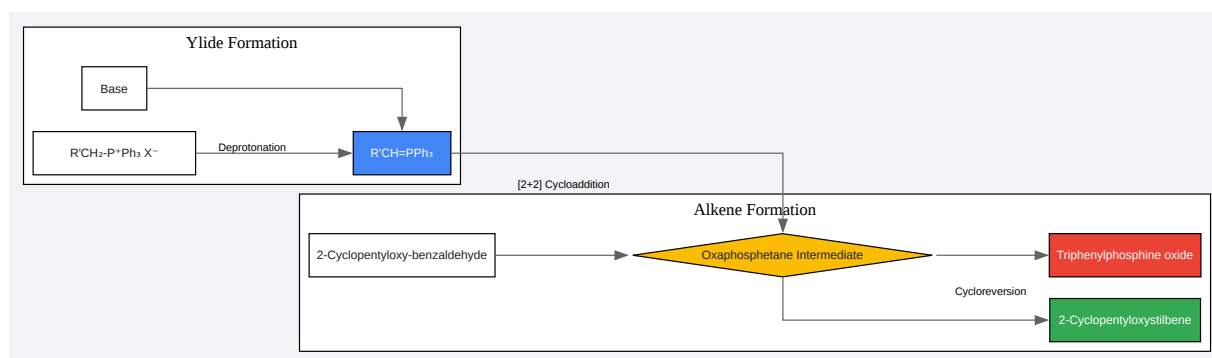 Ylide Formation
Base
R'CH₂-P⁺Ph₃ X⁻
Deprotonation
R'CH=PPh₃
[2+2] Cycloaddition
Alkene Formation
2-Cyclopentyloxy-benzaldehyde
Oxaphosphetane Intermediate
Triphenylphosphine oxide
Cycloreversion
2-Cyclopentyloxystilbene